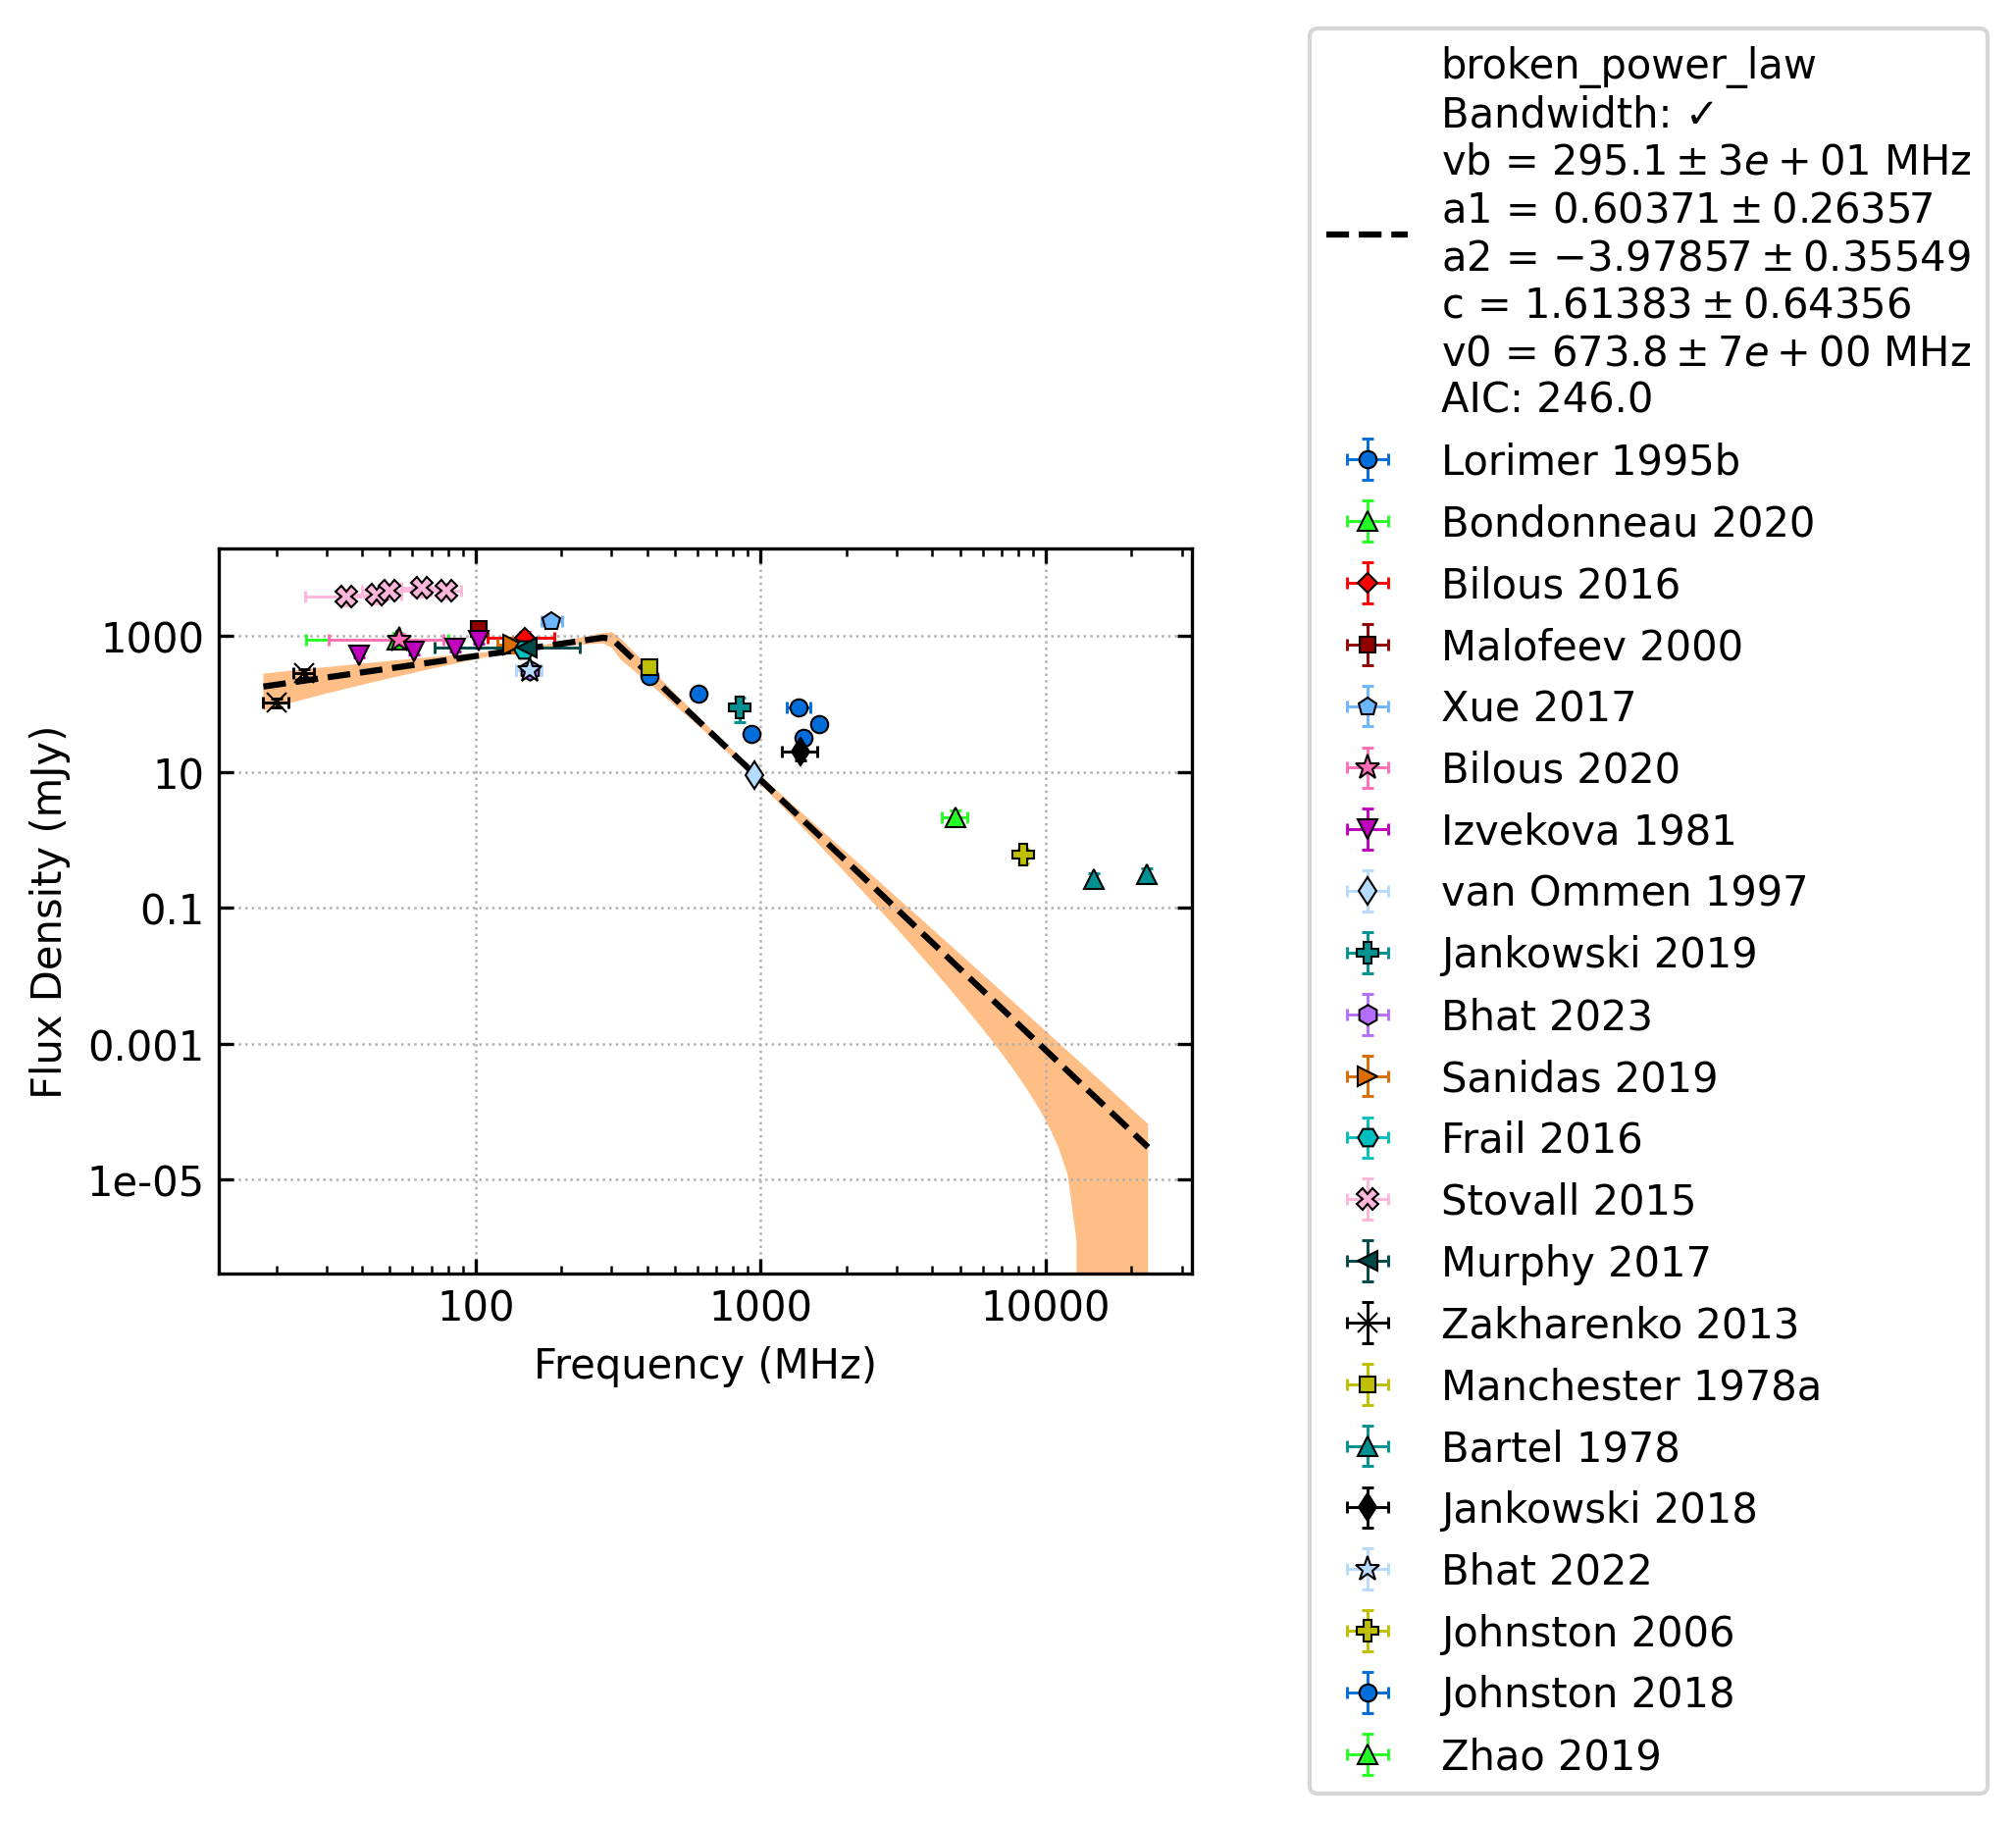 broken_power_law
Bandwidth: ✓
vb = 295.1 ± 3e + 01 MHz
a1 = 0.60371 ± 0.26357
a2 = −3.97857 ± 0.35549
c = 1.61383 ± 0.64356
v0 = 673.8 ± 7e + 00 MHz
AIC: 246.0
Lorimer 1995b
Bondonneau 2020
Bilous 2016
Malofeev 2000
Xue 2017
Bilous 2020
Izvekova 1981
van Ommen 1997
Jankowski 2019
Bhat 2023
Sanidas 2019
Frail 2016
Stovall 2015
Murphy 2017
Zakharenko 2013
Manchester 1978a
Bartel 1978
Jankowski 2018
Bhat 2022
Johnston 2006
Johnston 2018
Zhao 2019
Flux Density (mJy)
1000
10
0.1
0.001
1e-05
100 1000 10000
Frequency (MHz)